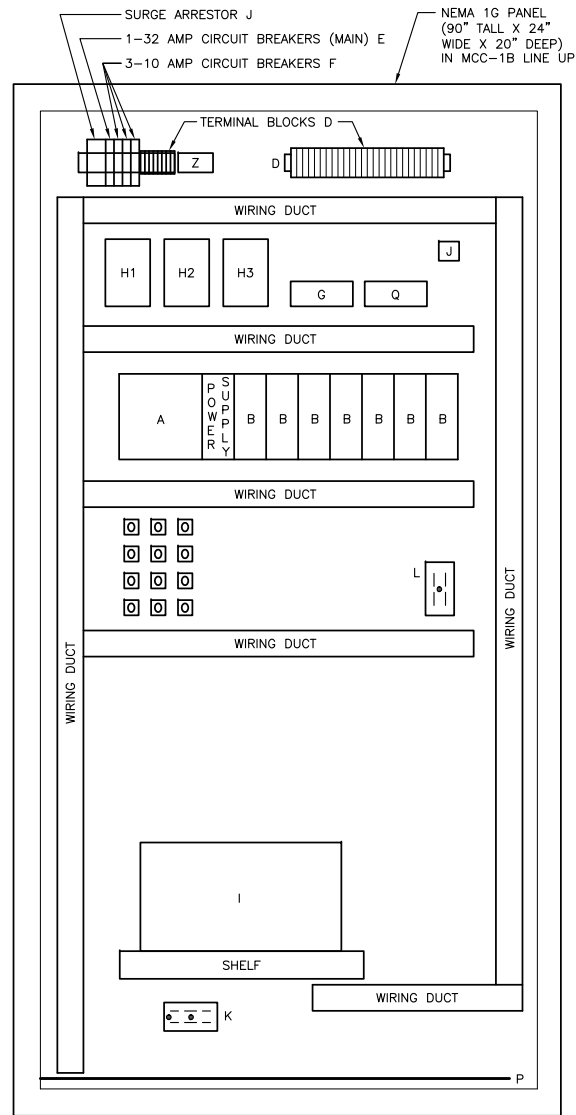 SURGE ARRESTOR J
1-32 AMP CIRCUIT BREAKERS (MAIN) E
3-10 AMP CIRCUIT BREAKERS F
NEMA 1G PANEL
(90" TALL X 24"
WIDE X 20" DEEP)
IN MCC-1B LINE UP
TERMINAL BLOCKS D
Z
D
WIRING DUCT
H1
H2
H3
J
G
Q
WIRING DUCT
A
POWER
SUPPLY
B
B
B
B
B
B
B
WIRING DUCT
O O O
O O O
O O O
O O O
L
WIRING DUCT
WIRING DUCT
WIRING DUCT
I
SHELF
WIRING DUCT
K
P